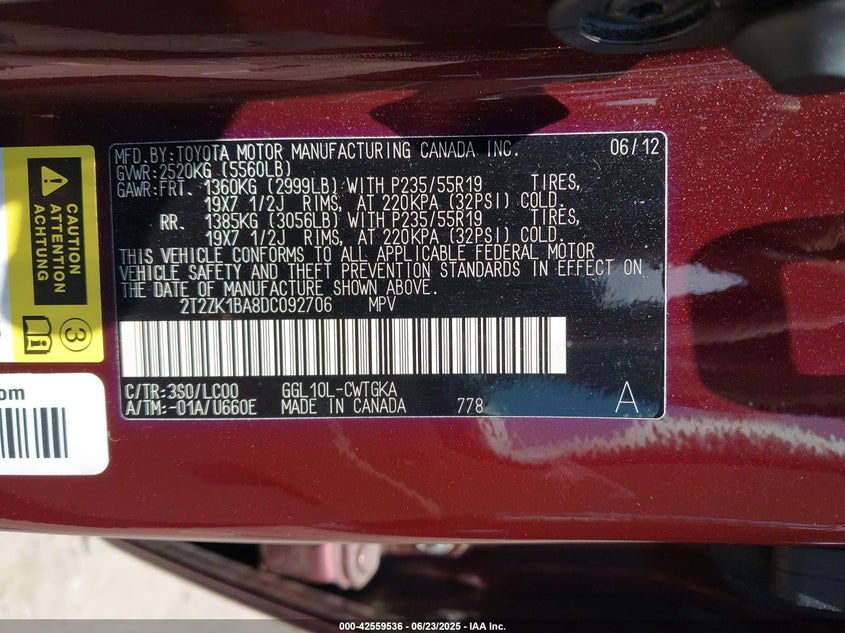 MFD.BY:TOYOTA MOTOR MANUFACTURING CANADA INC. 06/12
GVWR:2520KG (5560LB)
GAWR:FRT. 1360KG (2999LB) WITH P235/55R19 TIRES,
19X7 1/2J RIMS, AT 220KPA (32PSI) COLD.
RR. 1385KG (3056LB) WITH P235/55R19 TIRES,
19X7 1/2J RIMS, AT 220KPA (32PSI) COLD.
THIS VEHICLE CONFORMS TO ALL APPLICABLE FEDERAL MOTOR
VEHICLE SAFETY AND THEFT PREVENTION STANDARDS IN EFFECT ON
THE DATE OF MANUFACTURE SHOWN ABOVE.
2T2ZK1BA8DC092706 MPV
C/TR:3S0/LC00 GGL10L-CWTGKA
A/TM:-01A/U660E MADE IN CANADA 778 A
CAUTION
ATTENTION
ACHTUNG
3
com
000-42559536 - 06/23/2025 - IAA Inc.